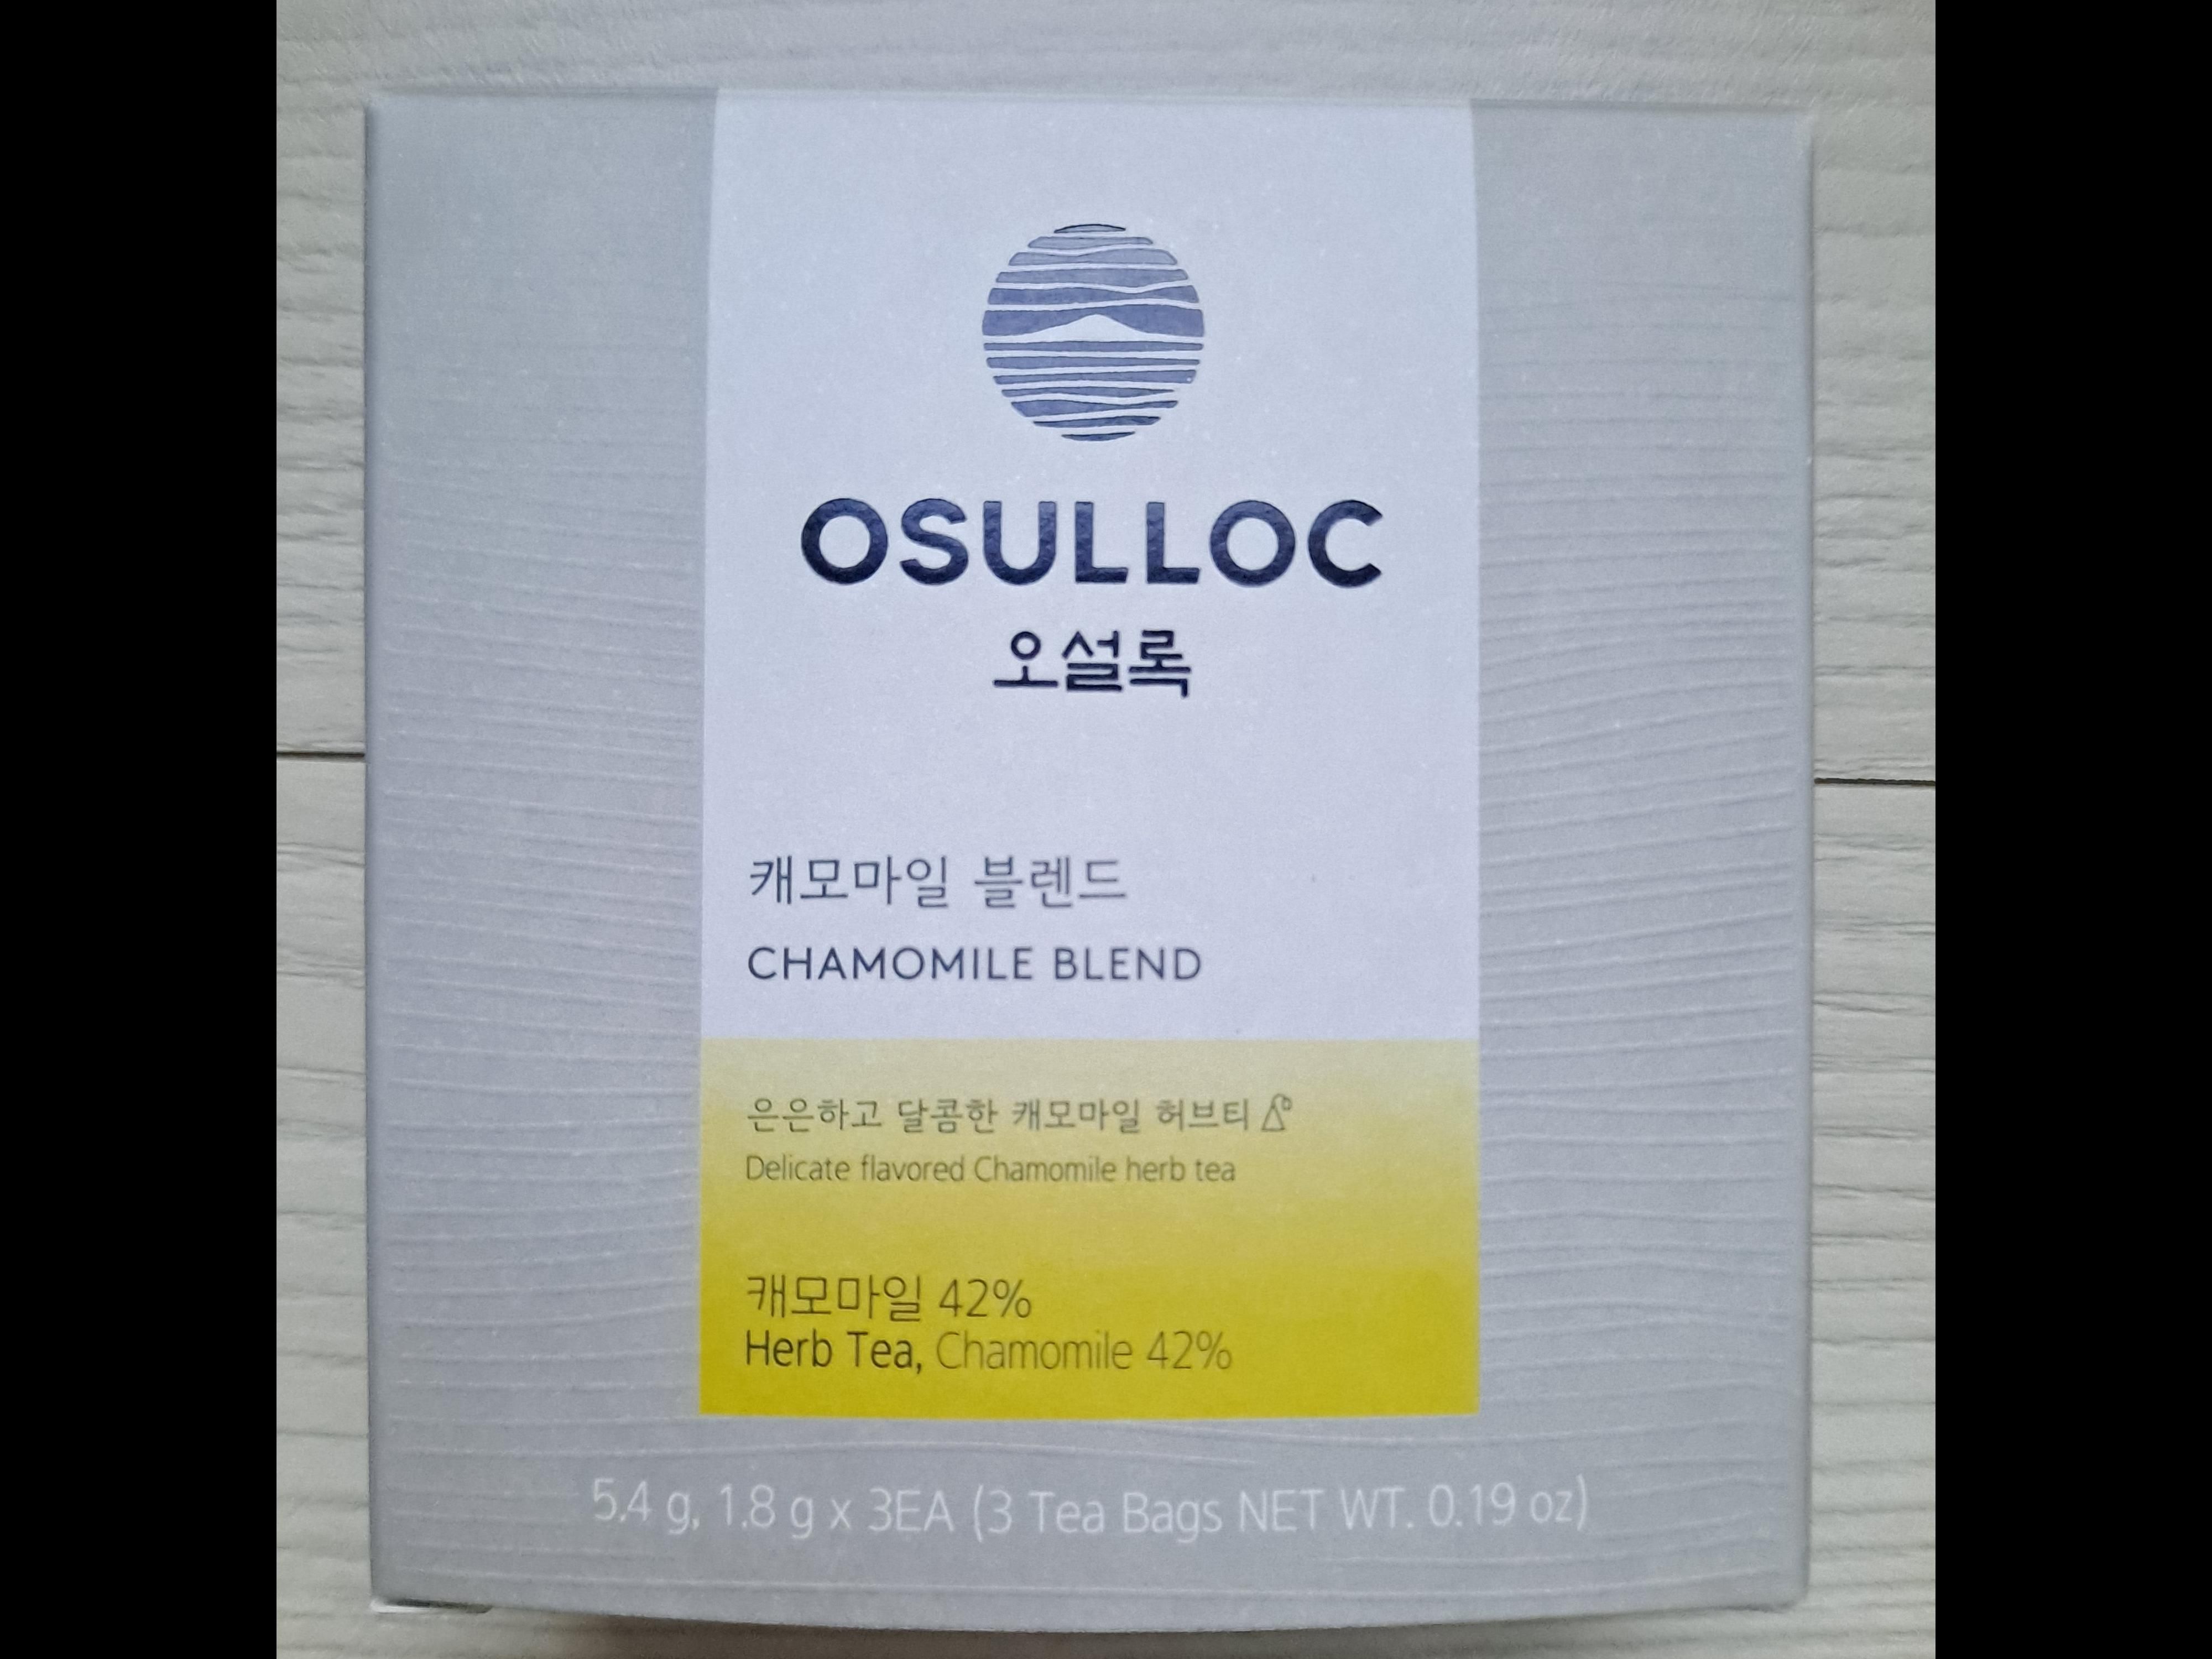 OSULLOC
오설록
캐모마일 블렌드
CHAMOMILE BLEND
은은하고 달콤한 캐모마일 허브티
Delicate flavored Chamomile herb tea
캐모마일 42%
Herb Tea, Chamomile 42%
5.4 g, 1.8 g x 3EA (3 Tea Bags NET WT. 0.19 oz)